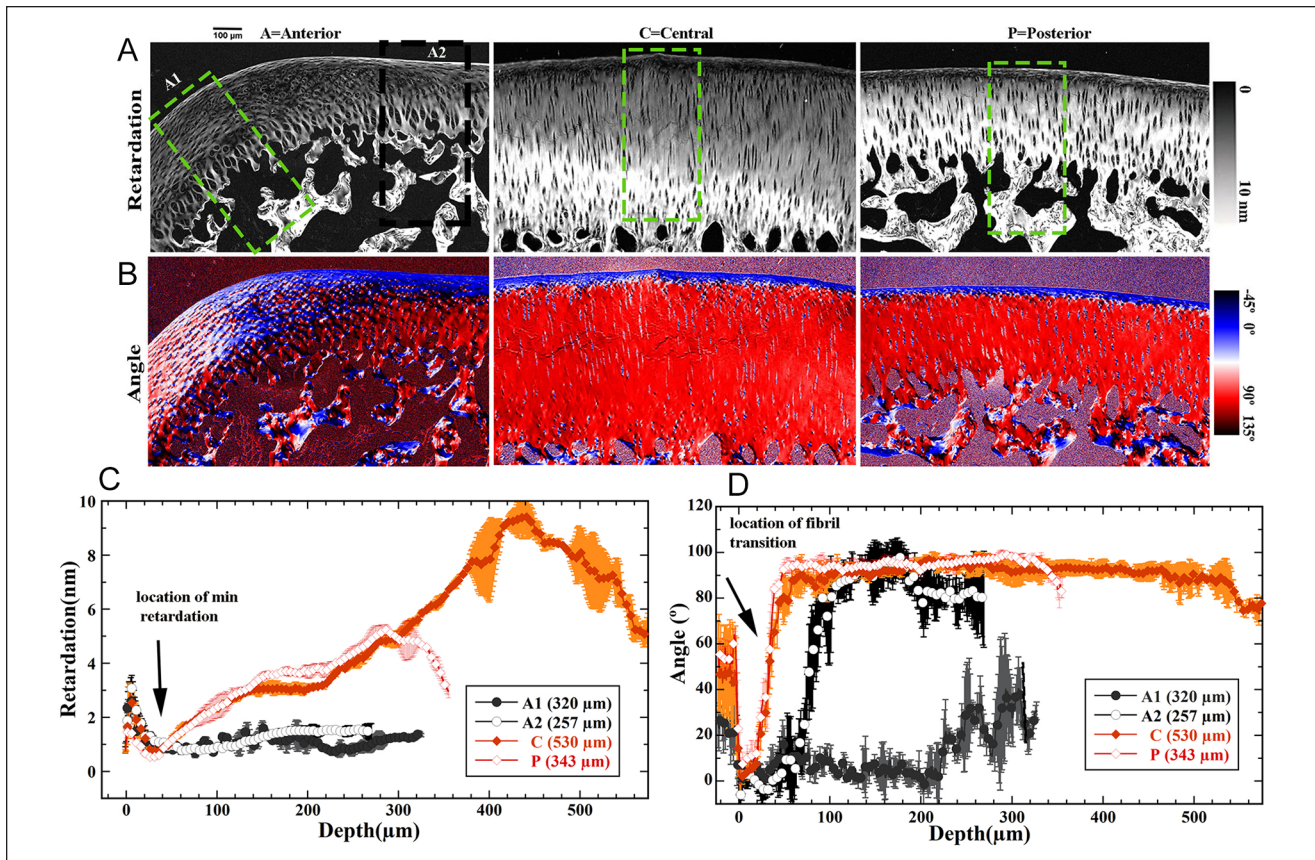 100 µm
A=Anterior
C=Central
P=Posterior
A
A1
A2
Retardation
0
10 nm
B
Angle
-45°
0°
90°
135°
C
D
Retardation(nm)
10
8
6
4
2
0
location of min
retardation
A1 (320 µm)
A2 (257 µm)
C (530 µm)
P (343 µm)
0
100
200
300
400
500
Depth(µm)
Angle (°)
120
100
80
60
40
20
0
location of fibril
transition
A1 (320 µm)
A2 (257 µm)
C (530 µm)
P (343 µm)
0
100
200
300
400
500
Depth(µm)